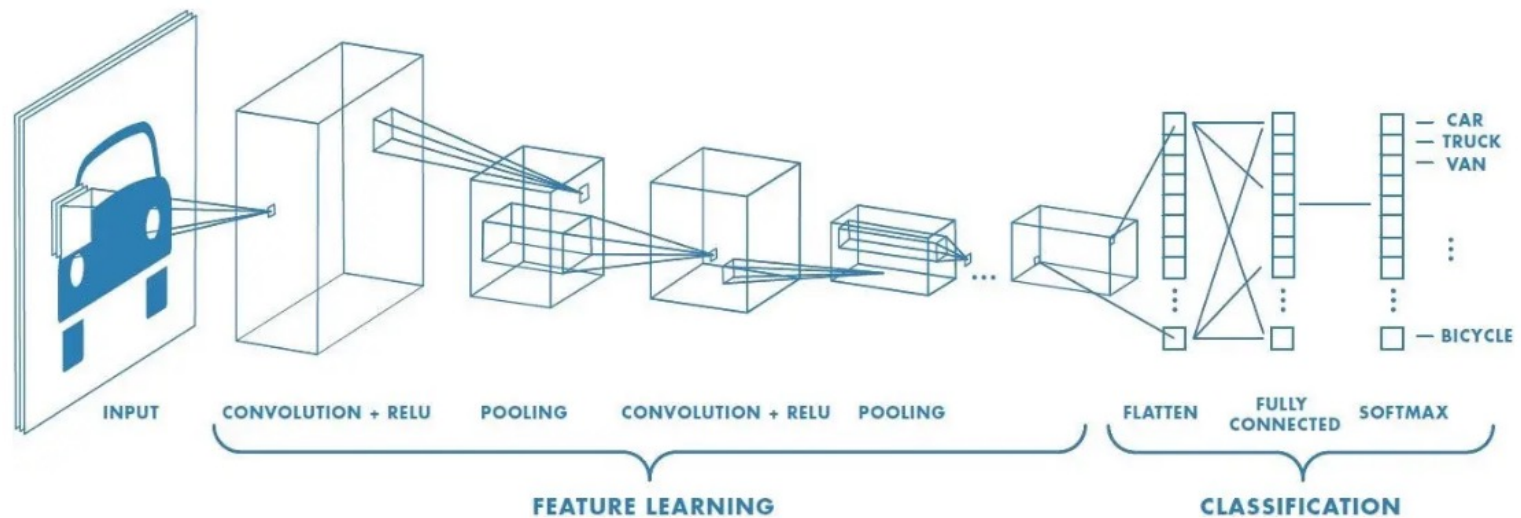 CAR
TRUCK
VAN
BICYCLE
INPUT
CONVOLUTION + RELU
POOLING
CONVOLUTION + RELU
POOLING
FLATTEN
FULLY
CONNECTED
SOFTMAX
FEATURE LEARNING
CLASSIFICATION